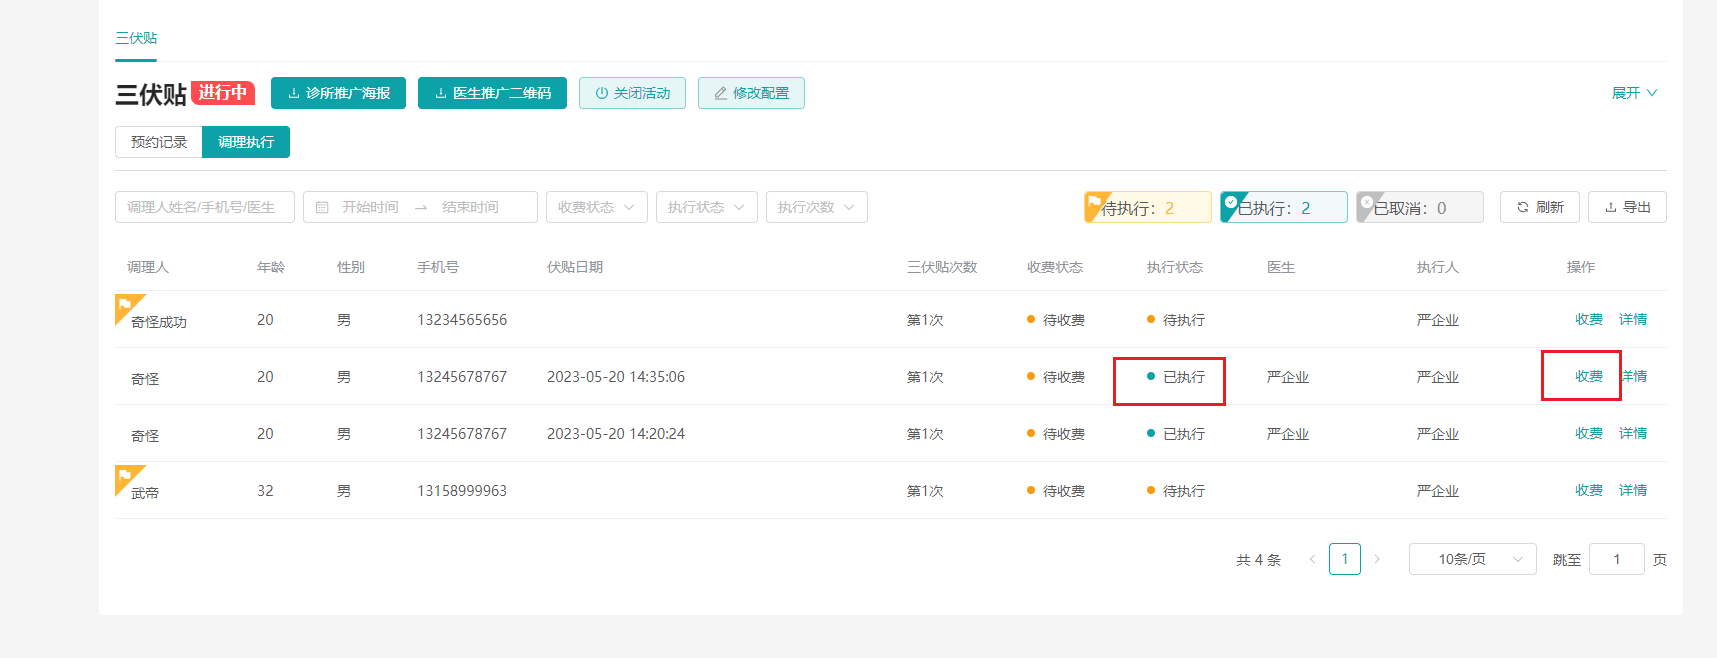 三伏贴
三伏贴 进行中 诊所推广海报 医生推广二维码 关闭活动 修改配置 展开
预约记录 调理执行
调理人姓名/手机号/医生 开始时间 结束时间 收费状态 执行状态 执行次数 待执行：2 已执行：2 已取消：0 刷新 导出
调理人 年龄 性别 手机号 伏贴日期 三伏贴次数 收费状态 执行状态 医生 执行人 操作
奇怪成功 20 男 13234565656 第1次 待收费 待执行 严企业 收费 详情
奇怪 20 男 13245678767 2023-05-20 14:35:06 第1次 待收费 已执行 严企业 严企业 收费 详情
奇怪 20 男 13245678767 2023-05-20 14:20:24 第1次 待收费 已执行 严企业 严企业 收费 详情
武帝 32 男 13158999963 第1次 待收费 待执行 严企业 收费 详情
共 4 条 1 10条/页 跳至 1 页